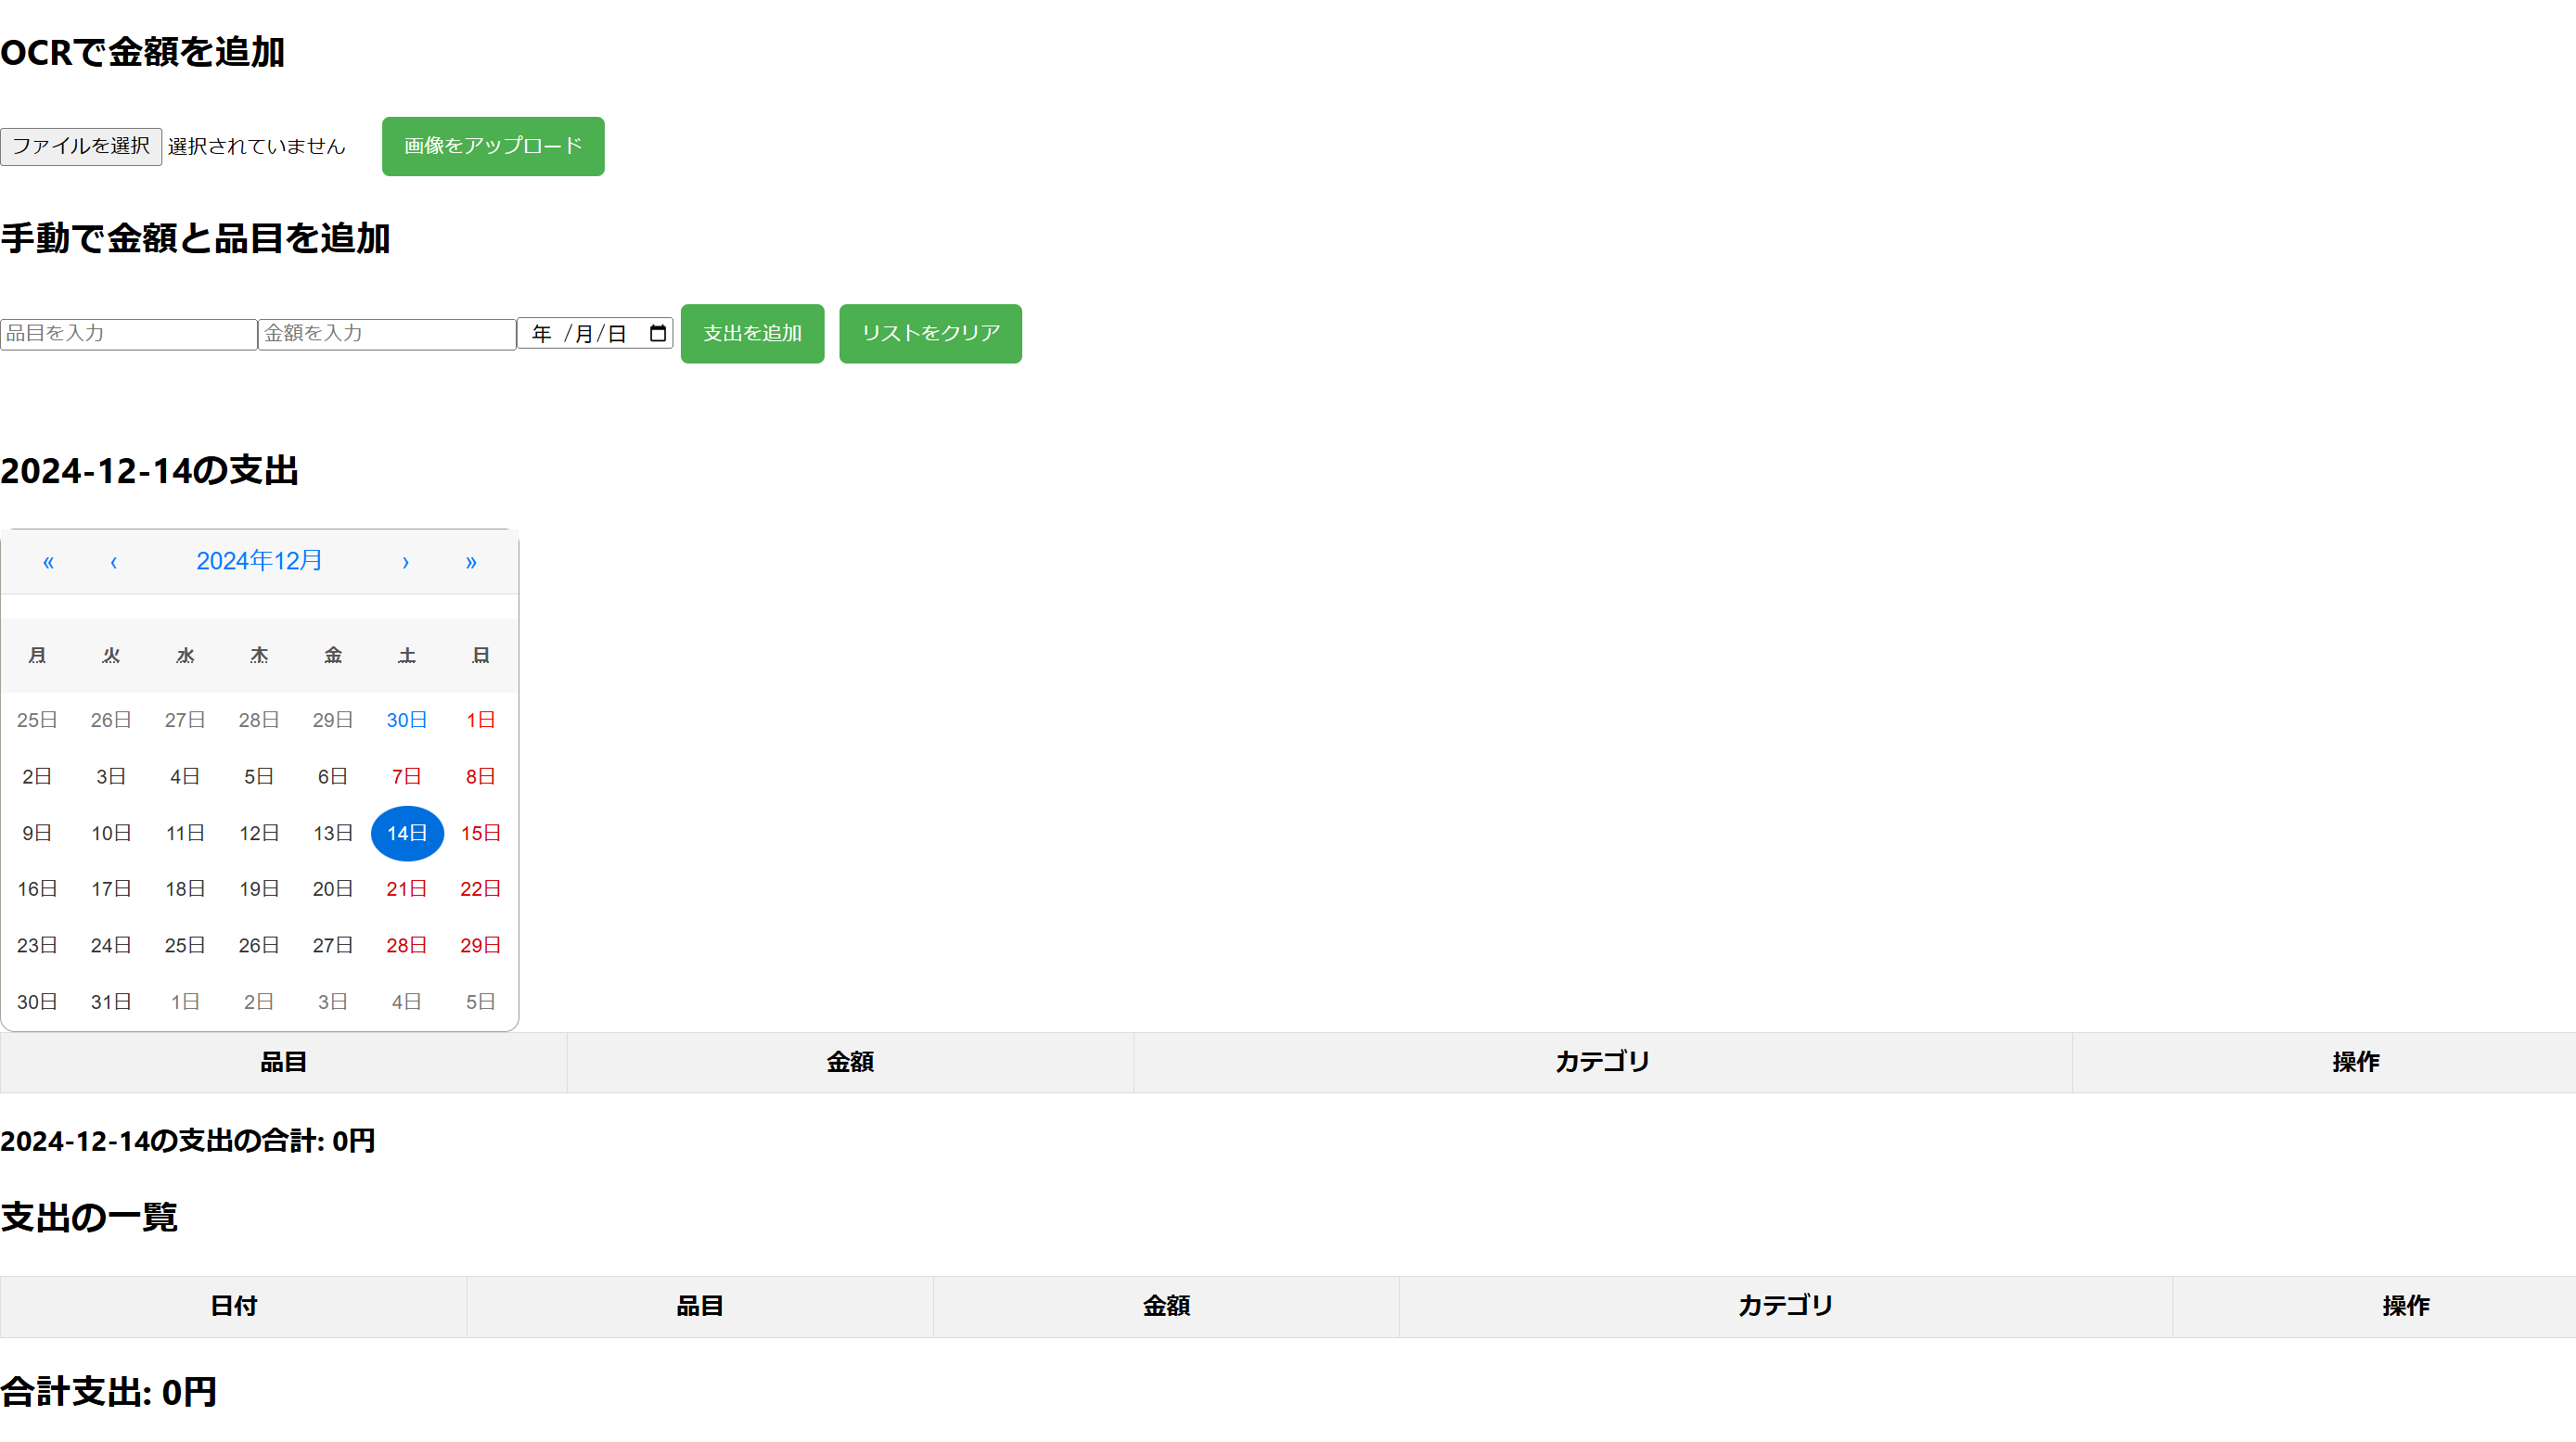 OCRで金額を追加
ファイルを選択 選択されていません 画像をアップロード
手動で金額と品目を追加
品目を入力 金額を入力 年 /月/日 支出を追加 リストをクリア
2024-12-14の支出
« ‹ 2024年12月 › »
月 火 水 木 金 土 日
25日 26日 27日 28日 29日 30日 1日
2日 3日 4日 5日 6日 7日 8日
9日 10日 11日 12日 13日 14日 15日
16日 17日 18日 19日 20日 21日 22日
23日 24日 25日 26日 27日 28日 29日
30日 31日 1日 2日 3日 4日 5日
品目 金額 カテゴリ 操作
2024-12-14の支出の合計: 0円
支出の一覧
日付 品目 金額 カテゴリ 操作
合計支出: 0円